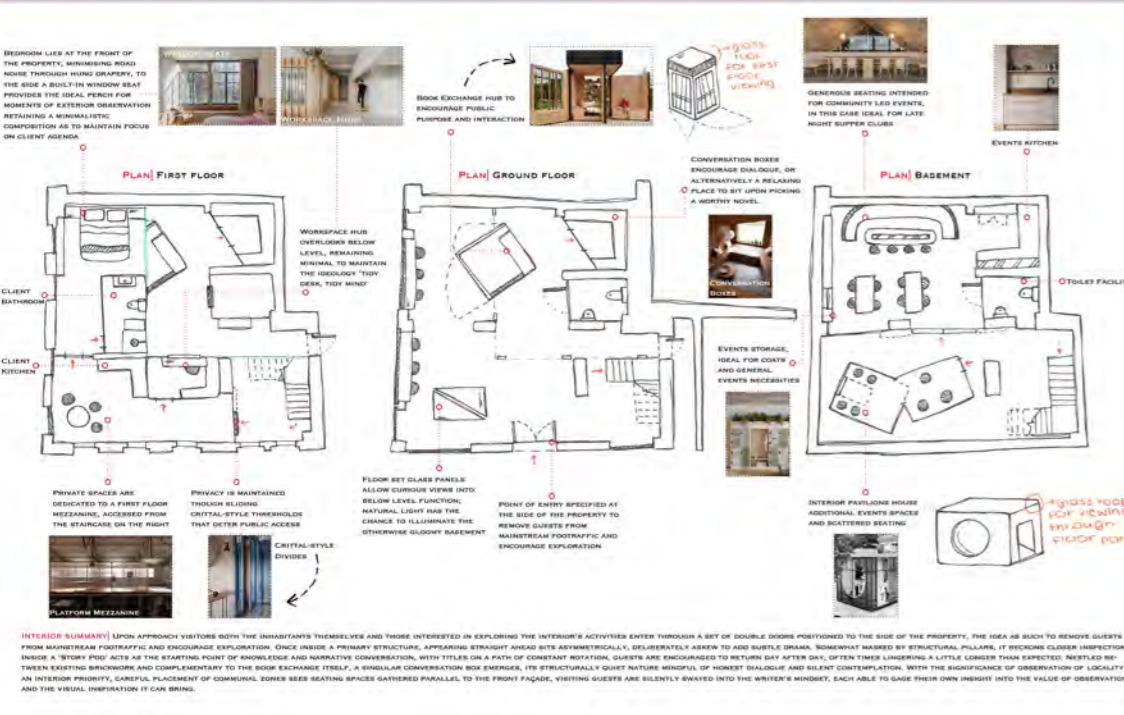 BEDROOM LIES AT THE FRONT OF
THE PROPERTY, MINIMISING ROAD
NOISE THROUGH HUNG DRAPERY, TO
THE SIDE A BUILT-IN WINDOW SEAT
PROVIDES THE IDEAL PERCH FOR
MOMENTS OF EXTERIOR OBSERVATION
RETAINING A MINIMALISTIC
COMPOSITION AS TO MAINTAIN FOCUS
ON CLIENT AGENDA
WINDOW SEATS
WORKSPACE HUBS
BOOK EXCHANGE HUB TO
ENCOURAGE PUBLIC
PURPOSE AND INTERACTION
→ glass
roof
for first
floor
viewing
GENEROUS SEATING INTENDED
FOR COMMUNITY LED EVENTS,
IN THIS CASE IDEAL FOR LATE
NIGHT SUPPER CLUBS
EVENTS KITCHEN
PLAN| FIRST FLOOR
PLAN| GROUND FLOOR
PLAN| BASEMENT
CONVERSATION BOXES
ENCOURAGE DIALOGUE, OR
ALTERNATIVELY A RELAXING
PLACE TO SIT UPON PICKING
A WORTHY NOVEL
CONVERSATION
BOXES
WORKSPACE HUB
OVERLOOKS BELOW
LEVEL, REMAINING
MINIMAL TO MAINTAIN
THE IDEOLOGY 'TIDY
DESK, TIDY MIND'
CLIENT
BATHROOM
CLIENT
KITCHEN
TOILET FACILI
EVENTS STORAGE,
IDEAL FOR COATS
AND GENERAL
EVENTS NECESSITIES
PRIVATE SPACES ARE
DEDICATED TO A FIRST FLOOR
MEZZANINE, ACCESSED FROM
THE STAIRCASE ON THE RIGHT
PLATFORM MEZZANINE
PRIVACY IS MAINTAINED
THOUGH SLIDING
CRITTAL-STYLE THRESHOLDS
THAT DETER PUBLIC ACCESS
CRITTAL-STYLE
DIVIDES
FLOOR SET GLASS PANELS
ALLOW CURIOUS VIEWS INTO
BELOW LEVEL FUNCTION;
NATURAL LIGHT HAS THE
CHANCE TO ILLUMINATE THE
OTHERWISE GLOOMY BASEMENT
POINT OF ENTRY SPECIFIED AT
THE SIDE OF THE PROPERTY TO
REMOVE GUESTS FROM
MAINSTREAM FOOTRAFFIC AND
ENCOURAGE EXPLORATION
INTERIOR PAVILIONS HOUSE
ADDITIONAL EVENTS SPACES
AND SCATTERED SEATING
→ glass roof
for viewing
through
floor
INTERIOR SUMMARY| UPON APPROACH VISITORS BOTH THE INHABITANTS THEMSELVES AND THOSE INTERESTED IN EXPLORING THE INTERIOR'S ACTIVITIES ENTER THROUGH A SET OF DOUBLE DOORS POSITIONED TO THE SIDE OF THE PROPERTY, THE IDEA AS SUCH TO REMOVE GUESTS
FROM MAINSTREAM FOOTRAFFIC AND ENCOURAGE EXPLORATION. ONCE INSIDE A PRIMARY STRUCTURE, APPEARING STRAIGHT AHEAD SITS ASYMMETRICALLY, DELIBERATELY ASKEW TO ADD SUBTLE DRAMA. SOMEWHAT MASKED BY STRUCTURAL PILLARS, IT BECKONS CLOSER INSPECTION
INSIDE A 'STORY POD' ACTS AS THE STARTING POINT OF KNOWLEDGE AND NARRATIVE CONVERSATION, WITH TITLES ON A PATH OF CONSTANT ROTATION, GUESTS ARE ENCOURAGED TO RETURN DAY AFTER DAY, OFTEN TIMES LINGERING A LITTLE LONGER THAN EXPECTED. NESTLED BE-
TWEEN EXISTING BRICKWORK AND COMPLEMENTARY TO THE BOOK EXCHANGE ITSELF, A SINGULAR CONVERSATION BOX EMERGES, ITS STRUCTURALLY QUIET NATURE MINDFUL OF HONEST DIALOGUE AND SILENT CONTEMPLATION. WITH THE SIGNIFICANCE OF OBSERVATION OF LOCALITY
AN INTERIOR PRIORITY, CAREFUL PLACEMENT OF COMMUNAL ZONES SEES SEATING SPACES GATHERED PARALLEL TO THE FRONT FAÇADE, VISITING GUESTS ARE SILENTLY SWAYED INTO THE WRITER'S MINDSET, EACH ABLE TO GAGE THEIR OWN INSIGHT INTO THE VALUE OF OBSERVATION
AND THE VISUAL INSPIRATION IT CAN BRING.